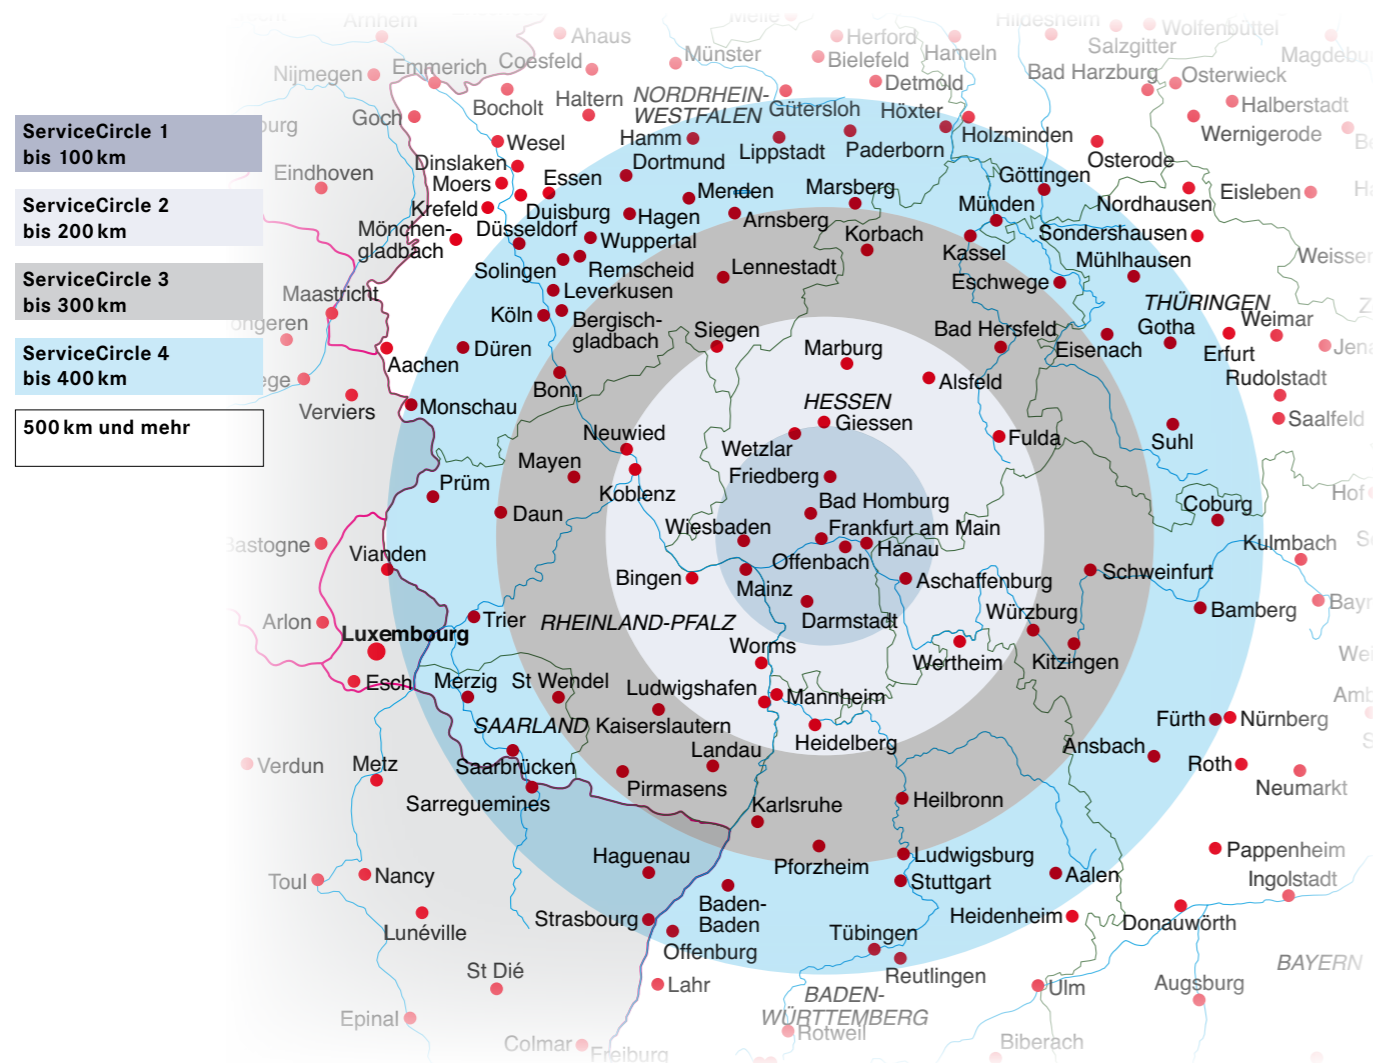 ServiceCircle 1
bis 100 km
ServiceCircle 2
bis 200 km
ServiceCircle 3
bis 300 km
ServiceCircle 4
bis 400 km
500 km und mehr
Arnhem
Ahaus
Melle
Herford
Hildesheim
Wolfenbüttel
Nijmegen
Emmerich
Coesfeld
Münster
Bielefeld
Hameln
Salzgitter
Bocholt
Haltern
NORDRHEIN-
WESTFALEN
Detmold
Bad Harzburg
Osterwieck
Goch
Gütersloh
Höxter
Halberstadt
Wesel
Hamm
Lippstadt
Paderborn
Holzminden
Wernigerode
Dinslaken
Dortmund
Osterode
Eindhoven
Moers
Essen
Menden
Marsberg
Göttingen
Nordhausen
Eisleben
Krefeld
Duisburg
Hagen
Arnsberg
Münden
Mönchen-
gladbach
Düsseldorf
Wuppertal
Korbach
Kassel
Sondershausen
Solingen
Remscheid
Lennestadt
Eschwege
Mühlhausen
Maastricht
Leverkusen
THÜRINGEN
Köln
Bergisch-
gladbach
Siegen
Bad Hersfeld
Gotha
Weimar
Aachen
Düren
Marburg
Eisenach
Erfurt
Jena
Bonn
Alsfeld
Rudolstadt
Verviers
Monschau
HESSEN
Giessen
Saalfeld
Neuwied
Wetzlar
Fulda
Suhl
Mayen
Friedberg
Prüm
Koblenz
Bad Homburg
Coburg
Hof
Daun
Wiesbaden
Frankfurt am Main
Bastogne
Vianden
Offenbach
Hanau
Kulmbach
Bingen
Mainz
Aschaffenburg
Schweinfurt
Arlon
Luxembourg
Trier
RHEINLAND-PFALZ
Darmstadt
Würzburg
Bamberg
Worms
Wertheim
Kitzingen
Esch
Merzig
St Wendel
Ludwigshafen
Mannheim
SAARLAND
Kaiserslautern
Heidelberg
Fürth
Nürnberg
Verdun
Metz
Saarbrücken
Landau
Ansbach
Roth
Sarreguemines
Pirmasens
Karlsruhe
Heilbronn
Neumarkt
Haguenau
Pforzheim
Ludwigsburg
Pappenheim
Toul
Nancy
Stuttgart
Aalen
Ingolstadt
Lunéville
Strasbourg
Baden-
Baden
Heidenheim
Donauwörth
Offenburg
Tübingen
St Dié
Reutlingen
BAYERN
Lahr
BADEN-
WÜRTTEMBERG
Ulm
Augsburg
Epinal
Rotweil
Colmar
Freiburg
Biberach